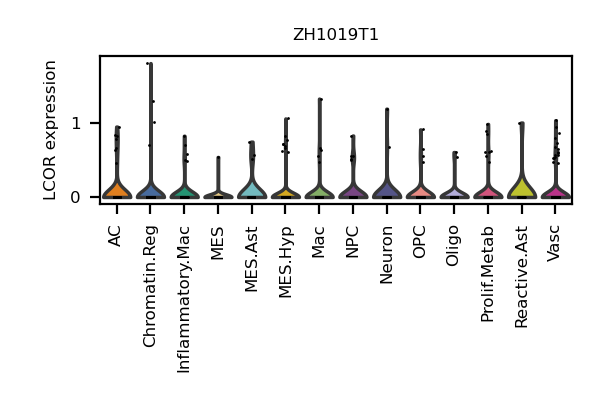 ZH1019T1
LCOR expression
1
0
AC
Chromatin.Reg
Inflammatory.Mac
MES
MES.Ast
MES.Hyp
Mac
NPC
Neuron
OPC
Oligo
Prolif.Metab
Reactive.Ast
Vasc